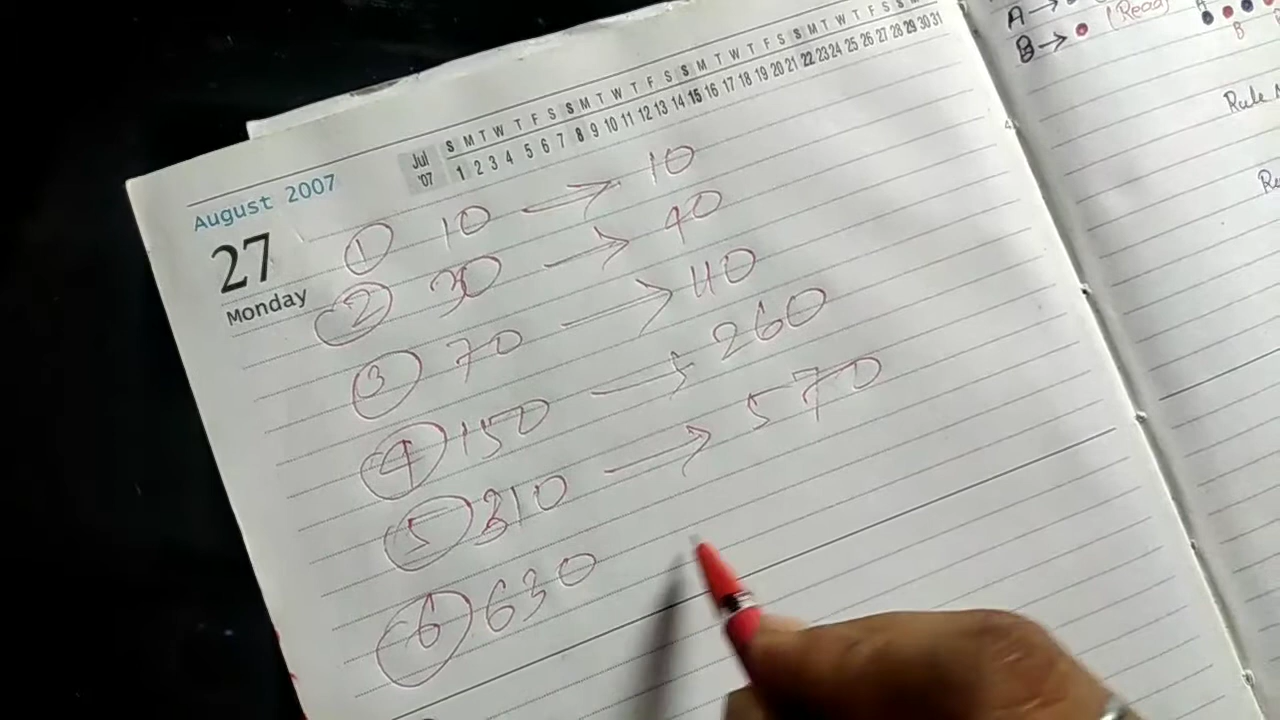 S M T W T F S S M T W T F S S M T W T F S S M T W T F S S M
Jul '07 1 2 3 4 5 6 7 8 9 10 11 12 13 14 15 16 17 18 19 20 21 22 23 24 25 26 27 28 29 30 31
August 2007
27
Monday
① 10 → 10
② 30 → 40
③ 70 → 110
④ 150 → 260
⑤ 310 → 570
⑥ 630
A →
B → (Read)
B
Rule